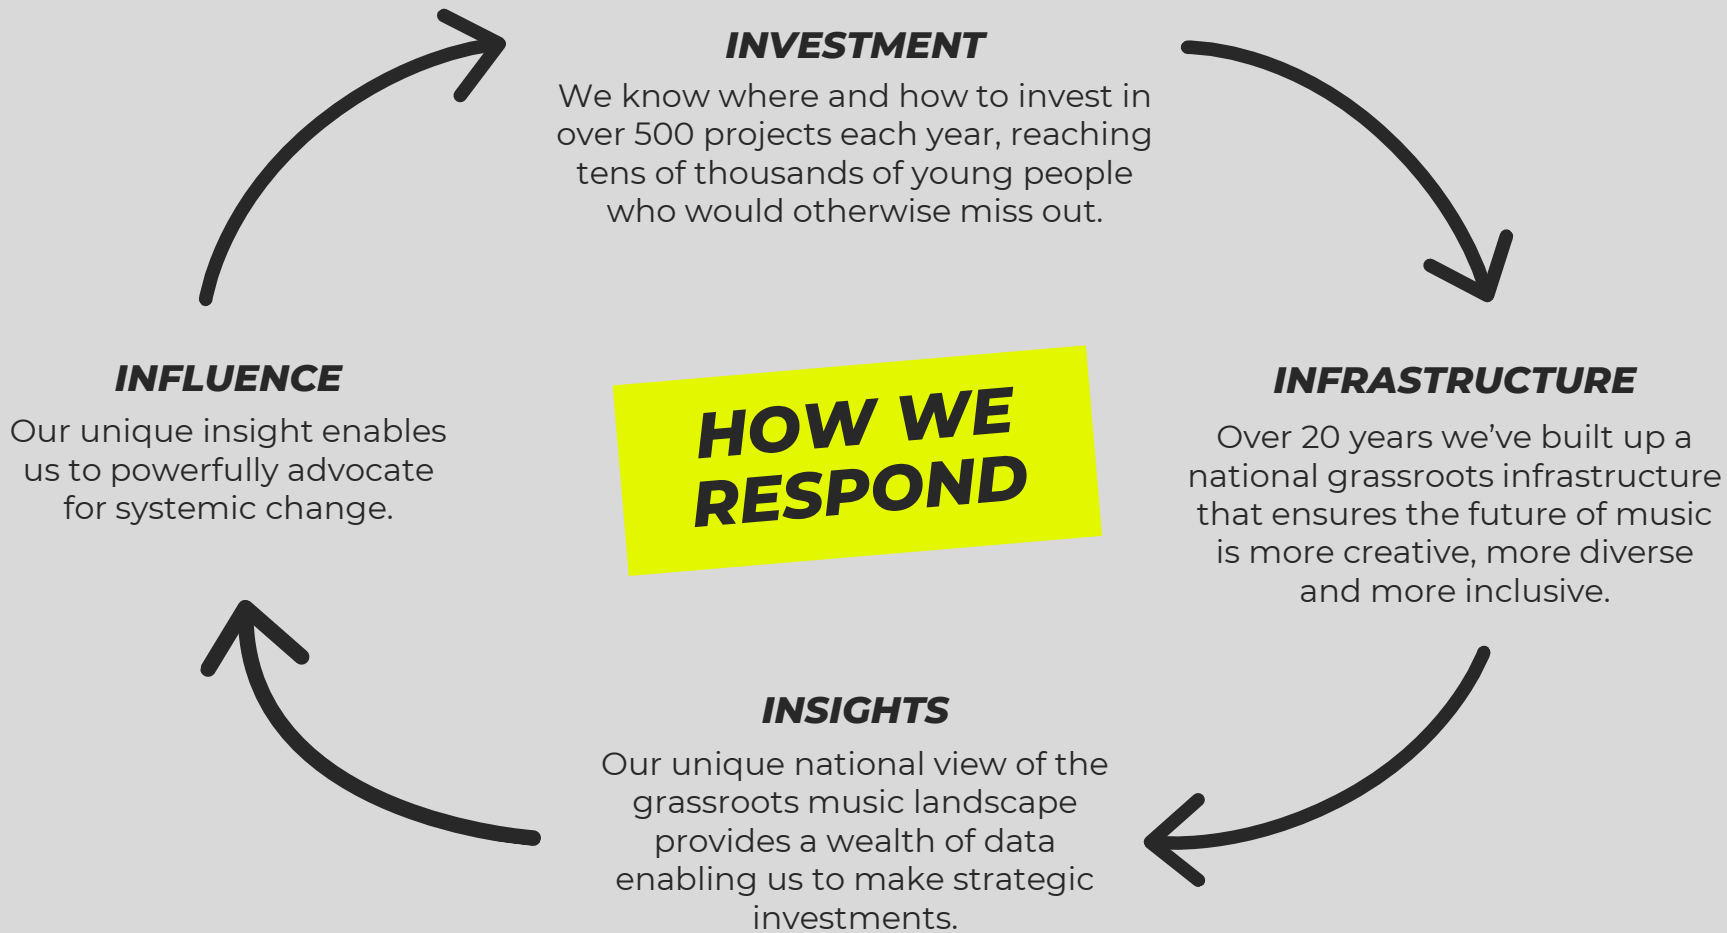 INVESTMENT
We know where and how to invest in
over 500 projects each year, reaching
tens of thousands of young people
who would otherwise miss out.
INFLUENCE
Our unique insight enables
us to powerfully advocate
for systemic change.
HOW WE
RESPOND
INFRASTRUCTURE
Over 20 years we’ve built up a
national grassroots infrastructure
that ensures the future of music
is more creative, more diverse
and more inclusive.
INSIGHTS
Our unique national view of the
grassroots music landscape
provides a wealth of data
enabling us to make strategic
investments.